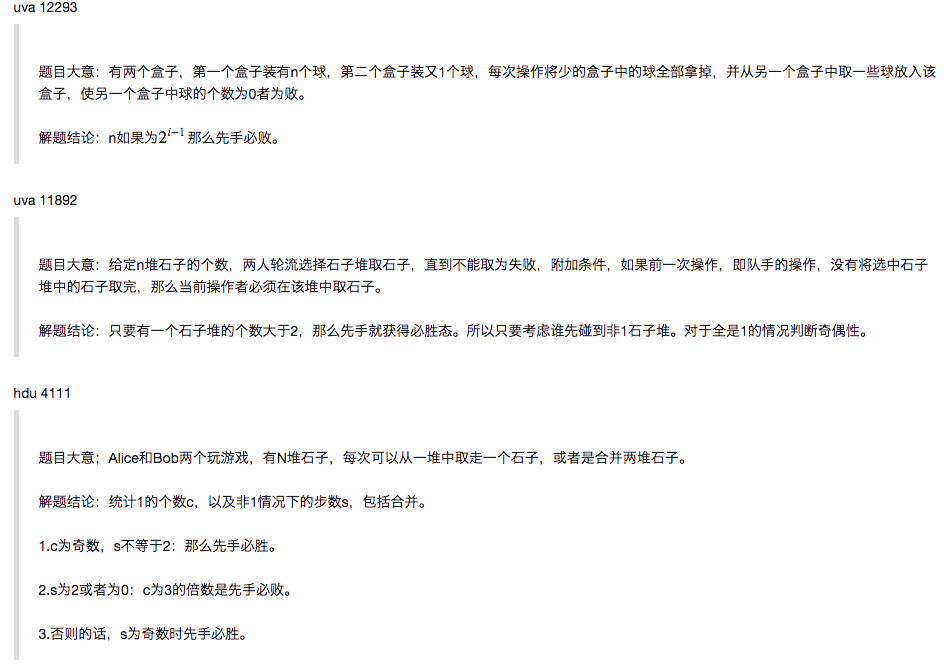 uva 12293
题目大意：有两个盒子，第一个盒子装有n个球，第二个盒子装又1个球，每次操作将少的盒子中的球全部拿掉，并从另一个盒子中取一些球放入该
盒子，使另一个盒子中球的个数为0者为败。
解题结论：n如果为2^{i−1} 那么先手必败。
uva 11892
题目大意：给定n堆石子的个数，两人轮流选择石子堆取石子，直到不能取为失败，附加条件，如果前一次操作，即队手的操作，没有将选中石子
堆中的石子取完，那么当前操作者必须在该堆中取石子。
解题结论：只要有一个石子堆的个数大于2，那么先手就获得必胜态。所以只要考虑谁先碰到非1石子堆。对于全是1的情况判断奇偶性。
hdu 4111
题目大意；Alice和Bob两个玩游戏，有N堆石子，每次可以从一堆中取走一个石子，或者是合并两堆石子。
解题结论：统计1的个数c，以及非1情况下的步数s，包括合并。
1.c为奇数，s不等于2：那么先手必胜。
2.s为2或者为0：c为3的倍数是先手必败。
3.否则的话，s为奇数时先手必胜。